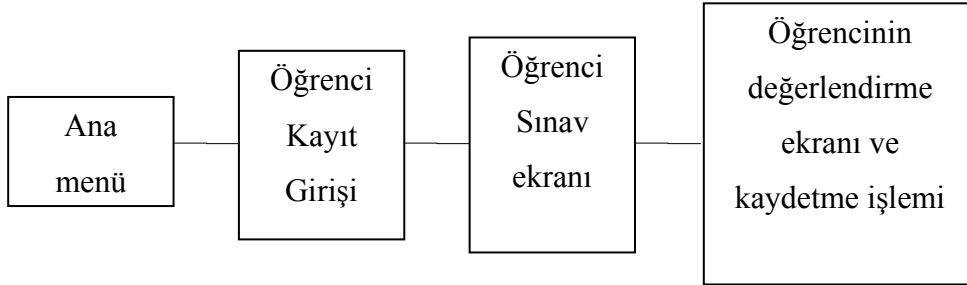 Ana
menü
Öğrenci
Kayıt
Girişi
Öğrenci
Sınav
ekranı
Öğrencinin
değerlendirme
ekranı ve
kaydetme işlemi